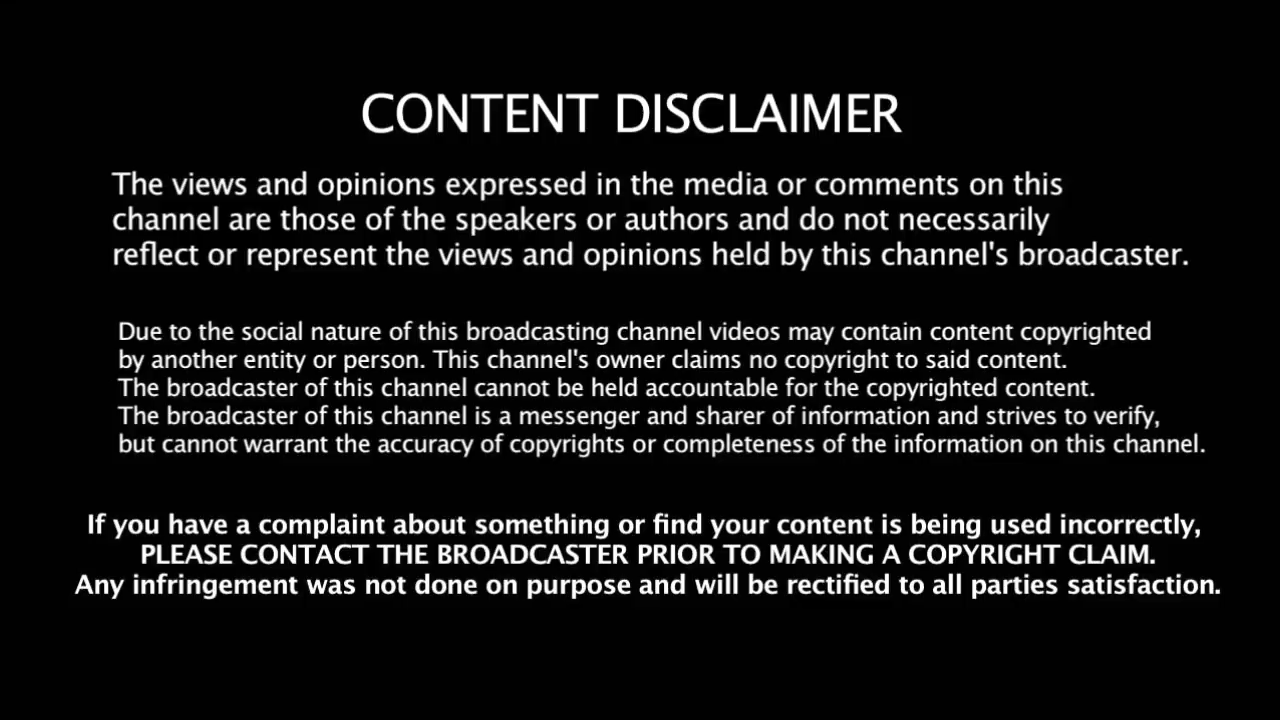 CONTENT DISCLAIMER
The views and opinions expressed in the media or comments on this
channel are those of the speakers or authors and do not necessarily
reflect or represent the views and opinions held by this channel's broadcaster.
Due to the social nature of this broadcasting channel videos may contain content copyrighted
by another entity or person. This channel's owner claims no copyright to said content.
The broadcaster of this channel cannot be held accountable for the copyrighted content.
The broadcaster of this channel is a messenger and sharer of information and strives to verify,
but cannot warrant the accuracy of copyrights or completeness of the information on this channel.
If you have a complaint about something or find your content is being used incorrectly,
PLEASE CONTACT THE BROADCASTER PRIOR TO MAKING A COPYRIGHT CLAIM.
Any infringement was not done on purpose and will be rectified to all parties satisfaction.